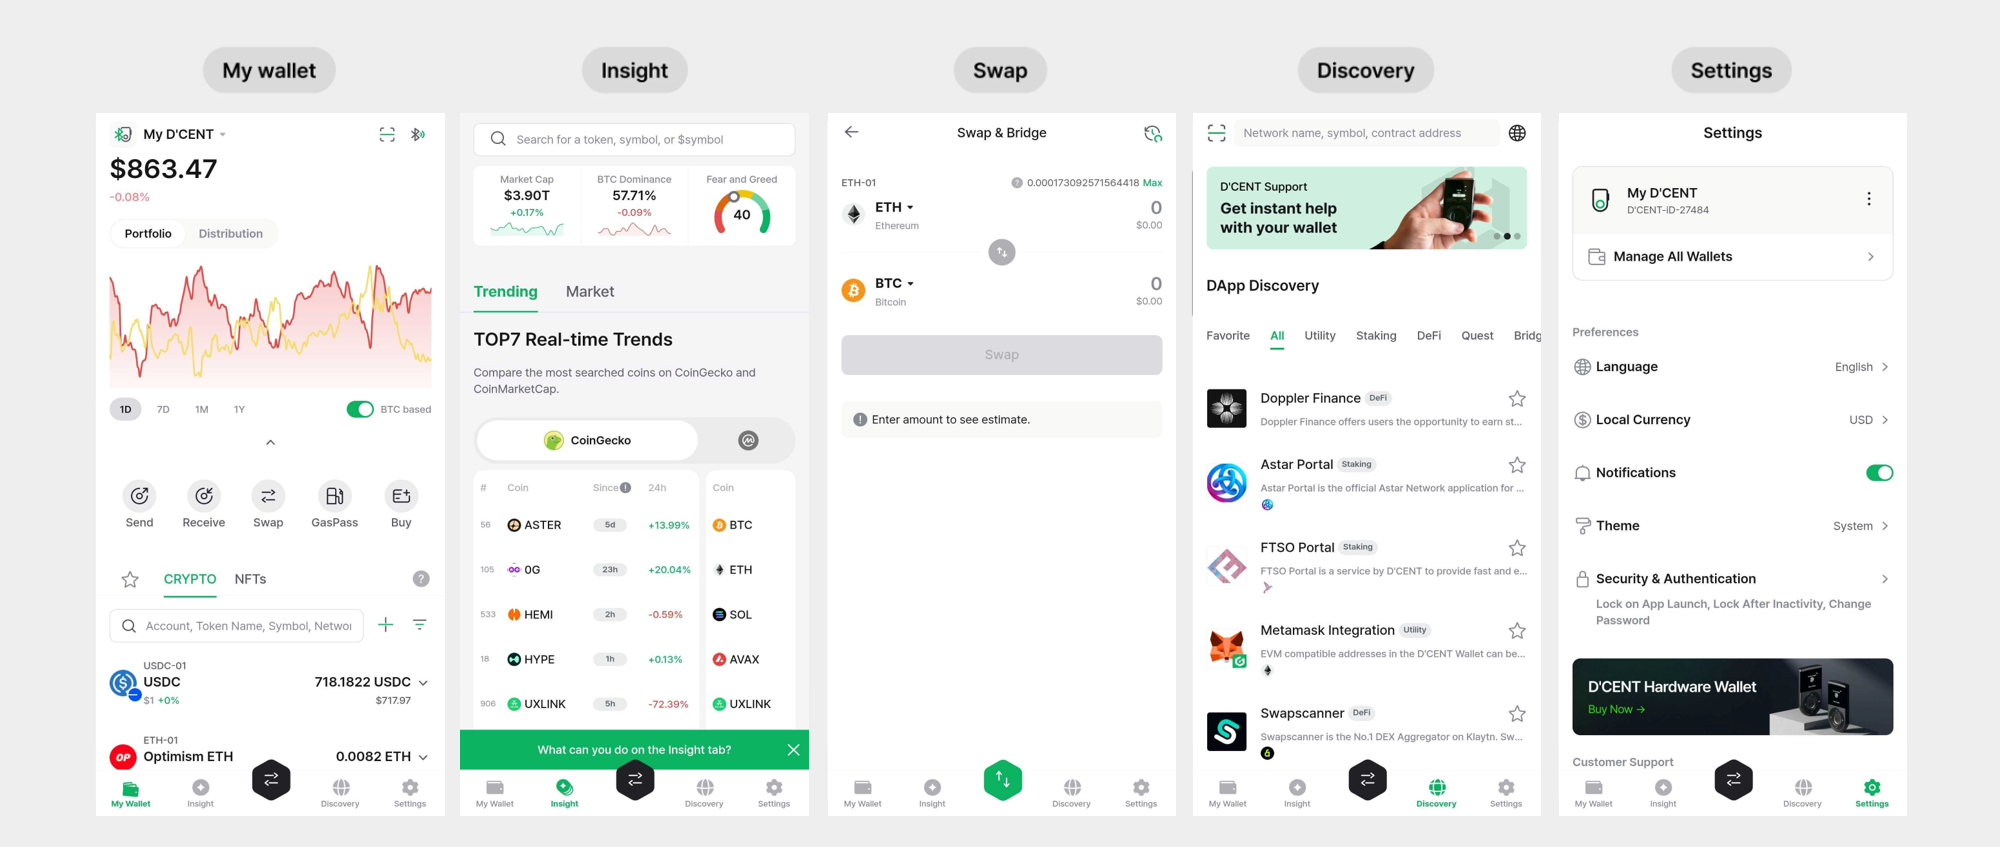 My wallet
Insight
Swap
Discovery
Settings
My D'CENT
$863.47
-0.08%
Portfolio
Distribution
1D
7D
1M
1Y
BTC based
Send
Receive
Swap
GasPass
Buy
CRYPTO
NFTs
?
Account, Token Name, Symbol, Networ
USDC-01
USDC
718.1822 USDC
$1 +0%
$717.97
ETH-01
OP
Optimism ETH
0.0082 ETH
My Wallet
Insight
Discovery
Settings
Search for a token, symbol, or $symbol
Market Cap
$3.90T
+0.17%
BTC Dominance
57.71%
-0.09%
Fear and Greed
40
Trending
Market
TOP7 Real-time Trends
Compare the most searched coins on CoinGecko and
CoinMarketCap.
CoinGecko
# Coin Since 24h
56 ASTER 5d +13.99%
105 0G 23h +20.04%
533 HEMI 2h -0.59%
18 HYPE 1h +0.13%
906 UXLINK 5h -72.39%
Coin
BTC
ETH
SOL
AVAX
UXLINK
What can you do on the Insight tab?
My Wallet
Insight
Discovery
Settings
Swap & Bridge
ETH-01
? 0.000173092571564418 Max
ETH
0
Ethereum
$0.00
BTC
0
Bitcoin
$0.00
Swap
Enter amount to see estimate.
My Wallet
Insight
Discovery
Settings
Network name, symbol, contract address
D'CENT Support
Get instant help
with your wallet
DApp Discovery
Favorite
All
Utility
Staking
DeFi
Quest
Bridg
Doppler Finance DeFi
Doppler Finance offers users the opportunity to earn st...
Astar Portal Staking
Astar Portal is the official Astar Network application for ...
FTSO Portal Staking
FTSO Portal is a service by D'CENT to provide fast and e...
Metamask Integration Utility
EVM compatible addresses in the D'CENT Wallet can be...
Swapscanner DeFi
Swapscanner is the No.1 DEX Aggregator on Klaytn. Sw...
My Wallet
Insight
Discovery
Settings
Settings
My D'CENT
D'CENT-iD-27484
Manage All Wallets
Preferences
Language
English
Local Currency
USD
Notifications
Theme
System
Security & Authentication
Lock on App Launch, Lock After Inactivity, Change
Password
D'CENT Hardware Wallet
Buy Now →
Customer Support
My Wallet
Insight
Discovery
Settings